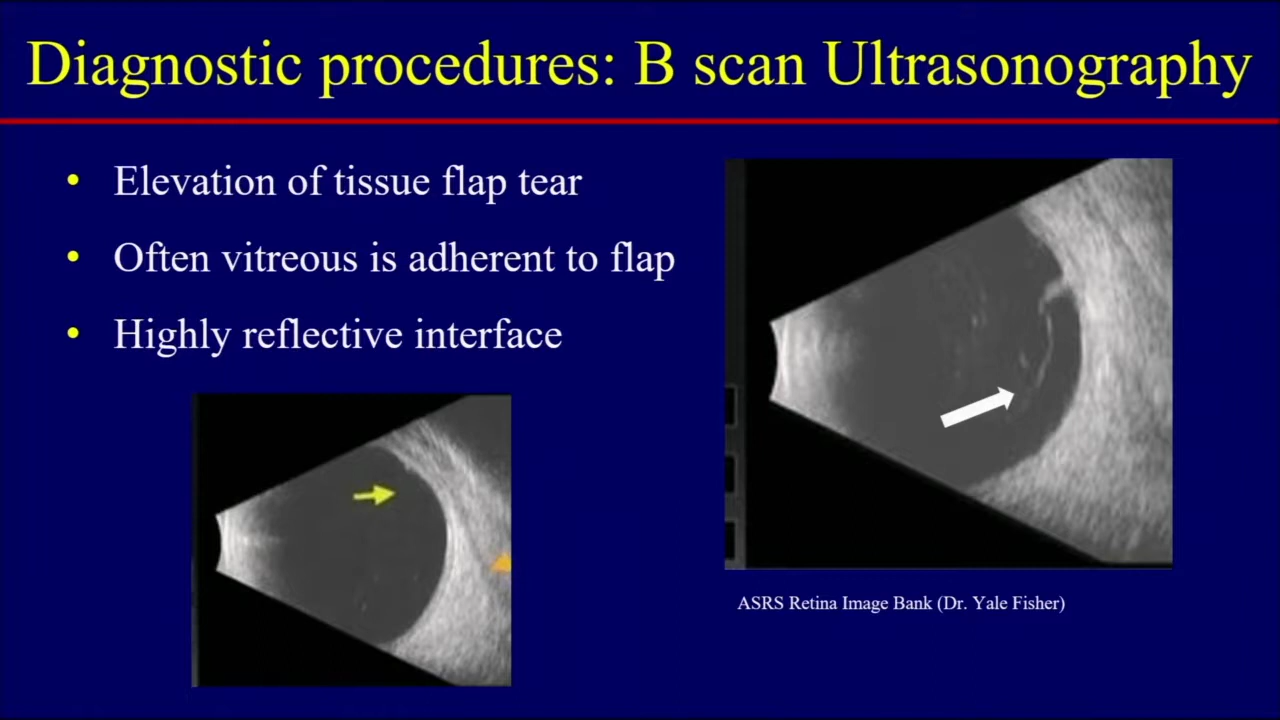 Diagnostic procedures: B scan Ultrasonography
• Elevation of tissue flap tear
• Often vitreous is adherent to flap
• Highly reflective interface
ASRS Retina Image Bank (Dr. Yale Fisher)